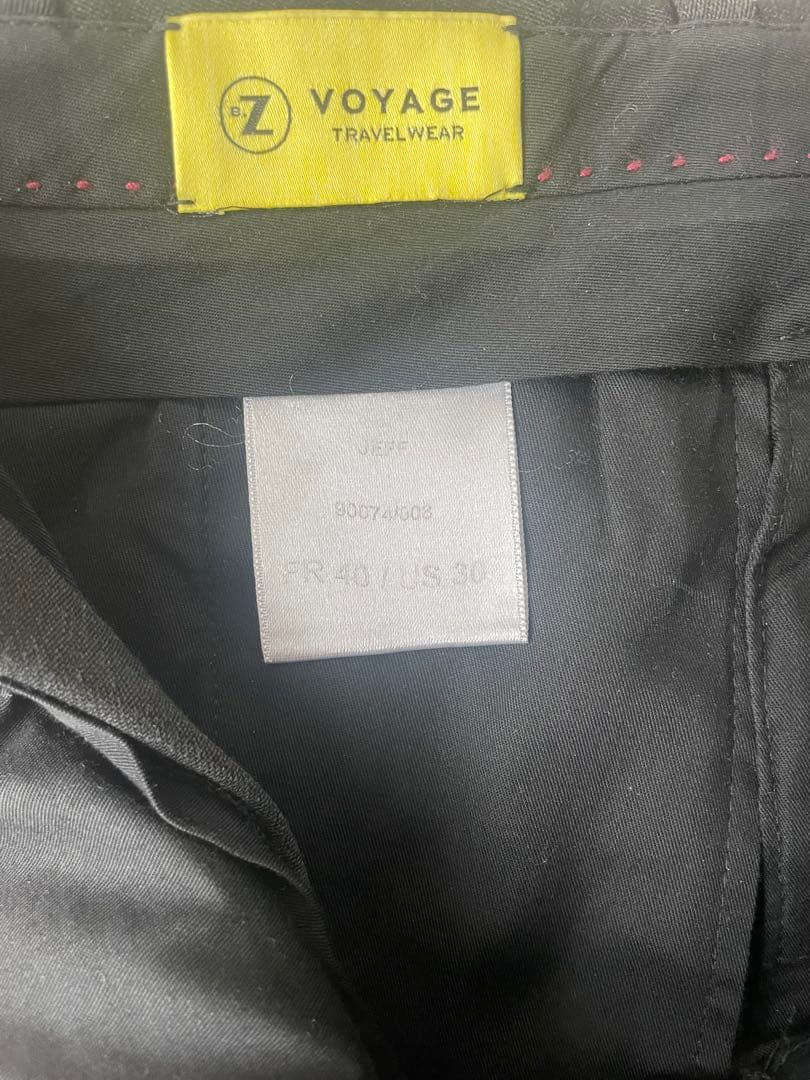 B.Z
VOYAGE
TRAVELWEAR
JEFF
90074/008
FR 40 / US 30